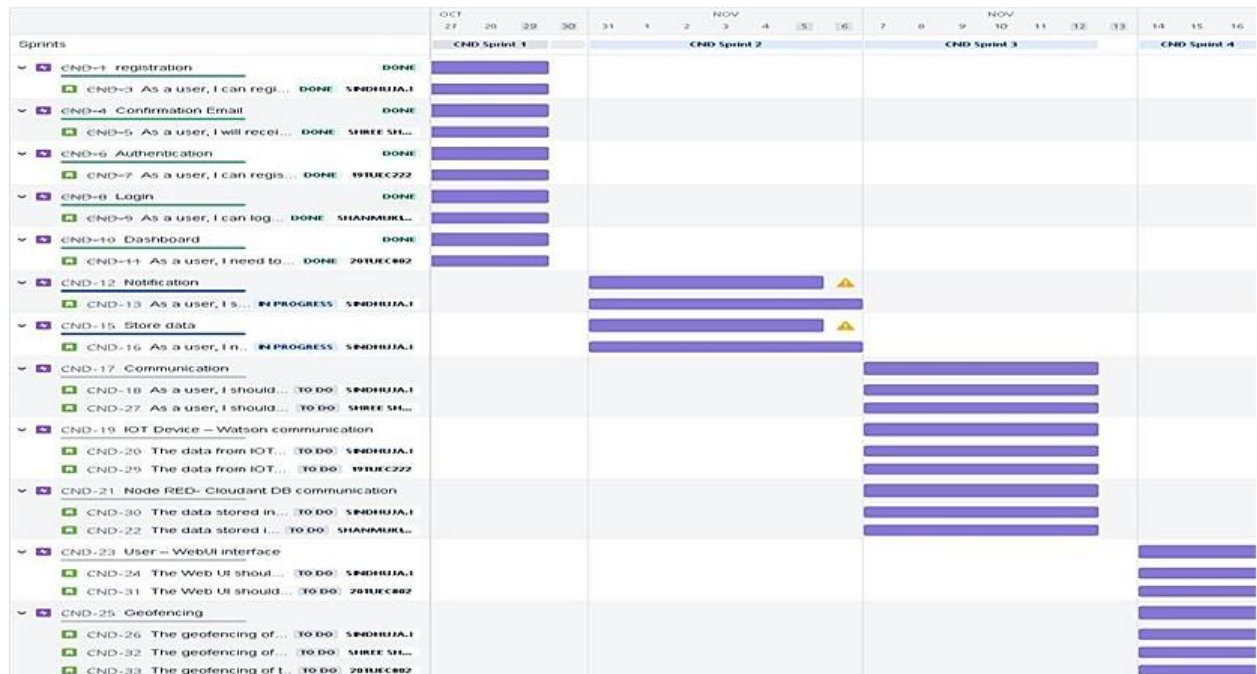 OCT NOV NOV
27 28 29 30 31 1 2 3 4 5 6 7 8 9 10 11 12 13 14 15 16
Sprints CND Sprint 1 CND Sprint 2 CND Sprint 3 CND Sprint 4
CND-1 registration DONE
CND-3 As a user, I can regi... DONE SINDHUJA.I
CND-4 Confirmation Email DONE
CND-5 As a user, I will recei... DONE SHREE SH...
CND-6 Authentication DONE
CND-7 As a user, I can regis... DONE 191UEC222
CND-8 Login DONE
CND-9 As a user, I can log... DONE SHANMUKL...
CND-10 Dashboard DONE
CND-11 As a user, I need to... DONE 201UEC002
CND-12 Notification
CND-13 As a user, I s... IN PROGRESS SINDHUJA.I
CND-15 Store data
CND-16 As a user, I n... IN PROGRESS SINDHUJA.I
CND-17 Communication
CND-18 As a user, I should... TO DO SINDHUJA.I
CND-27 As a user, I should... TO DO SHREE SH...
CND-19 IOT Device – Watson communication
CND-20 The data from IOT... TO DO SINDHUJA.I
CND-29 The data from IOT... TO DO 191UEC222
CND-21 Node RED- Cloudant DB communication
CND-30 The data stored in... TO DO SINDHUJA.I
CND-22 The data stored i... TO DO SHANMUKL...
CND-23 User – WebUI interface
CND-24 The Web UI shoul... TO DO SINDHUJA.I
CND-31 The Web UI should... TO DO 201UEC002
CND-25 Geofencing
CND-26 The geofencing of... TO DO SINDHUJA.I
CND-32 The geofencing of... TO DO SHREE SH...
CND-33 The geofencing of t... TO DO 201UEC002